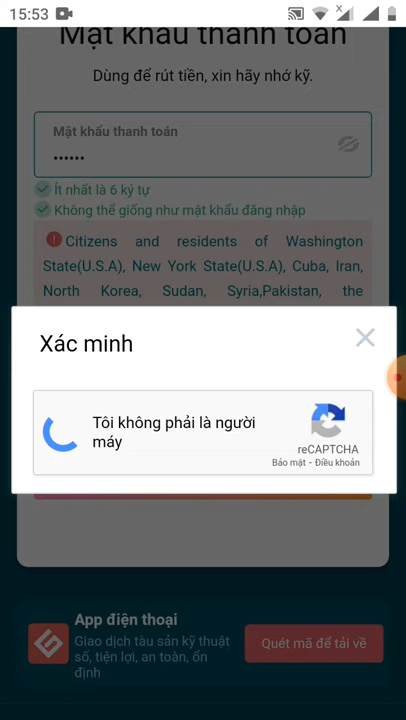 15:53
Mật khẩu thanh toán
Dùng để rút tiền, xin hãy nhớ kỹ.
Mật khẩu thanh toán
••••••
Ít nhất là 6 ký tự
Không thể giống như mật khẩu đăng nhập
Citizens and residents of Washington
State(U.S.A), New York State(U.S.A), Cuba, Iran,
North Korea, Sudan, Syria,Pakistan, the
Xác minh
Tôi không phải là người
máy
reCAPTCHA
Bảo mật - Điều khoản
App điện thoại
Giao dịch tàu sản kỹ thuật
số, tiện lợi, an toàn, ổn
định
Quét mã để tải về